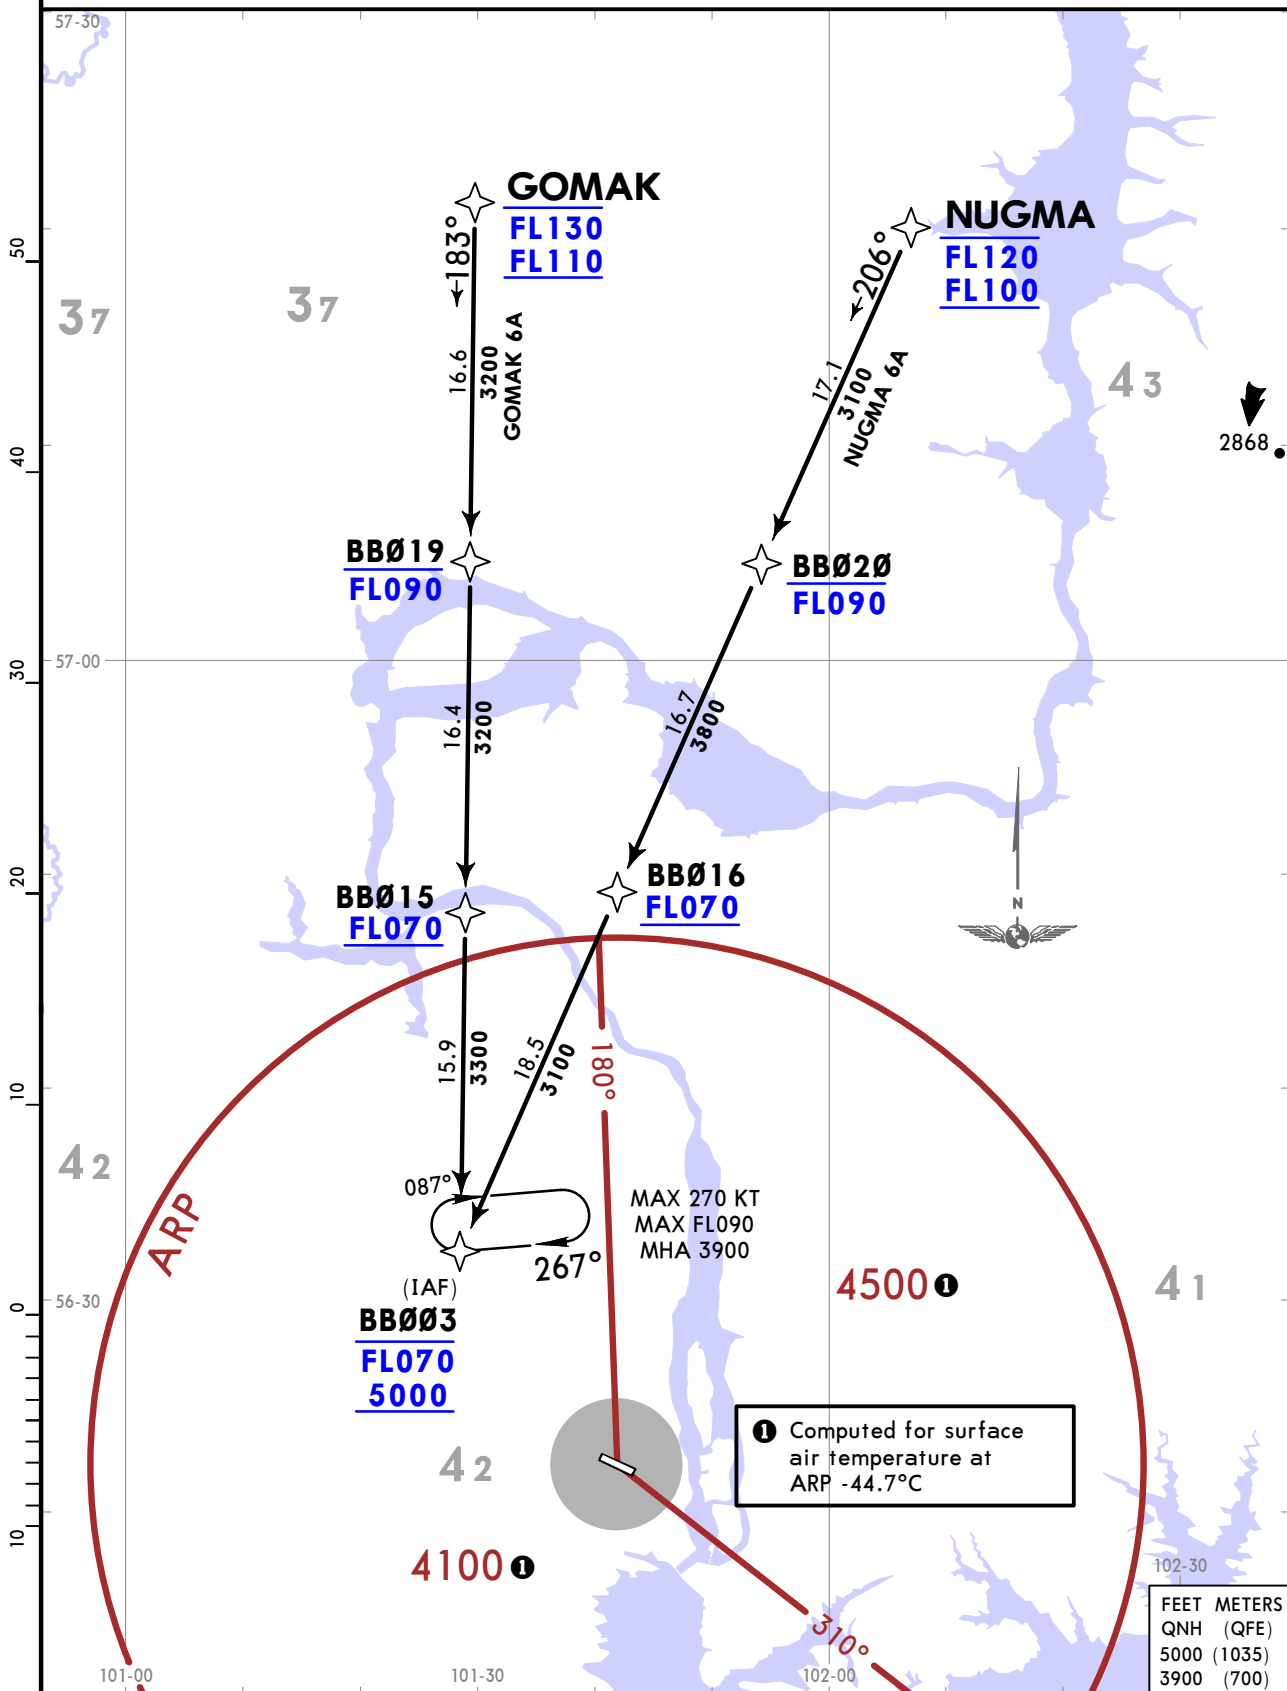 57-30
GOMAK
FL130
FL110
NUGMA
FL120
FL100
183°
206°
50
37
37
16.6
3200
GOMAK 6A
17.1
3100
NUGMA 6A
43
2868
40
BBØ19
FL090
BBØ2Ø
FL090
30
57-00
16.4
3200
16.7
3800
20
BBØ15
FL070
BBØ16
FL070
N
15.9
3300
18.5
3100
180°
10
42
ARP
087°
267°
MAX 270 KT
MAX FL090
MHA 3900
(IAF)
BBØØ3
FL070
5000
4500 ❶
41
0
56-30
42
❶ Computed for surface
air temperature at
ARP -44.7°C
10
4100 ❶
310°
102-30
FEET METERS
QNH (QFE)
5000 (1035)
3900 (700)
101-00
101-30
102-00